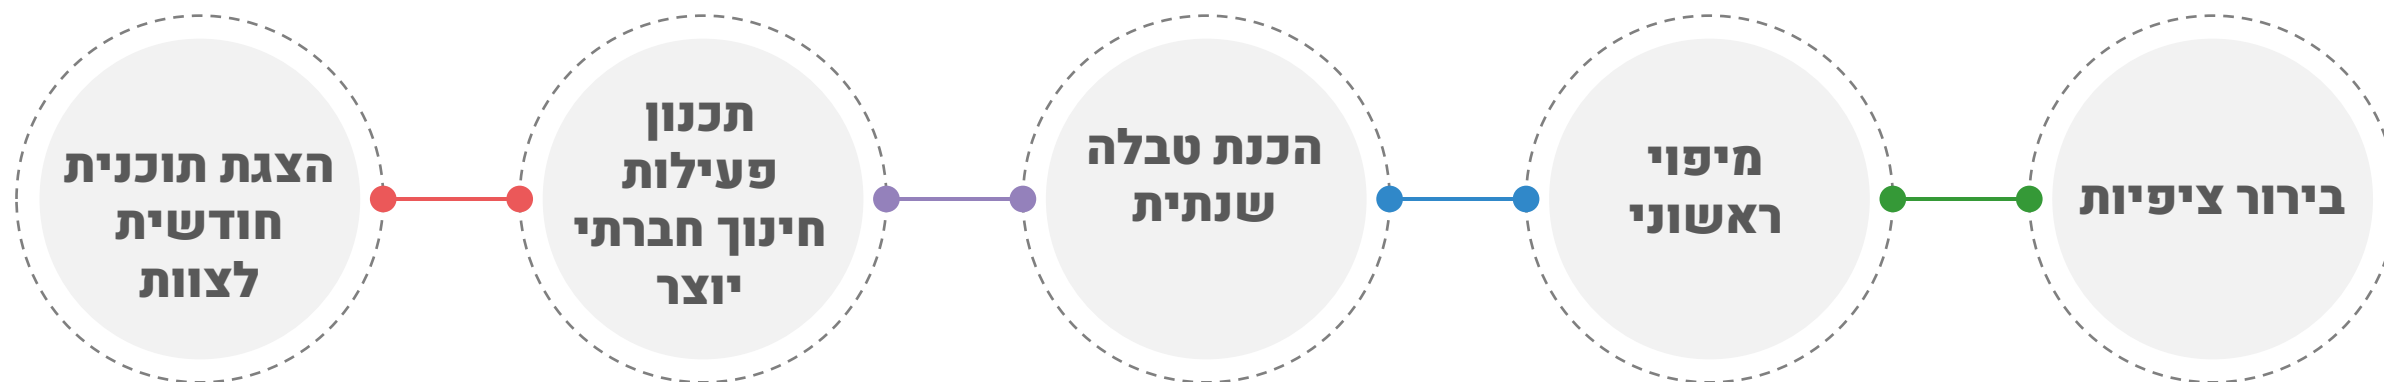 בירור ציפיות
מיפוי
ראשוני
הכנת טבלה
שנתית
תכנון
פעילות
חינוך חברתי
יוצר
הצגת תוכנית
חודשית
לצוות